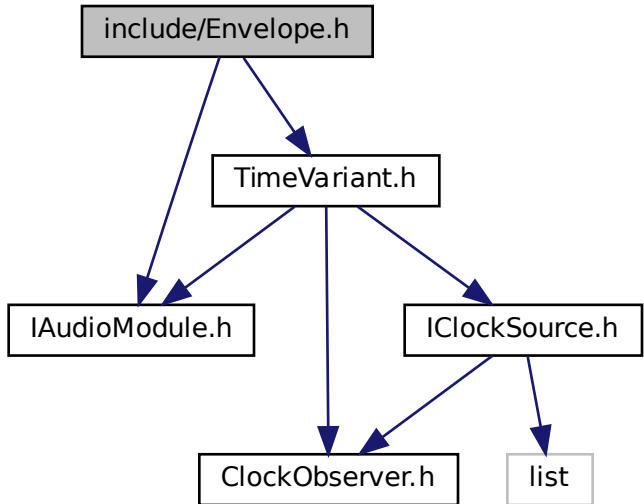 include/Envelope.h
TimeVariant.h
IAudioModule.h
IClockSource.h
ClockObserver.h
list